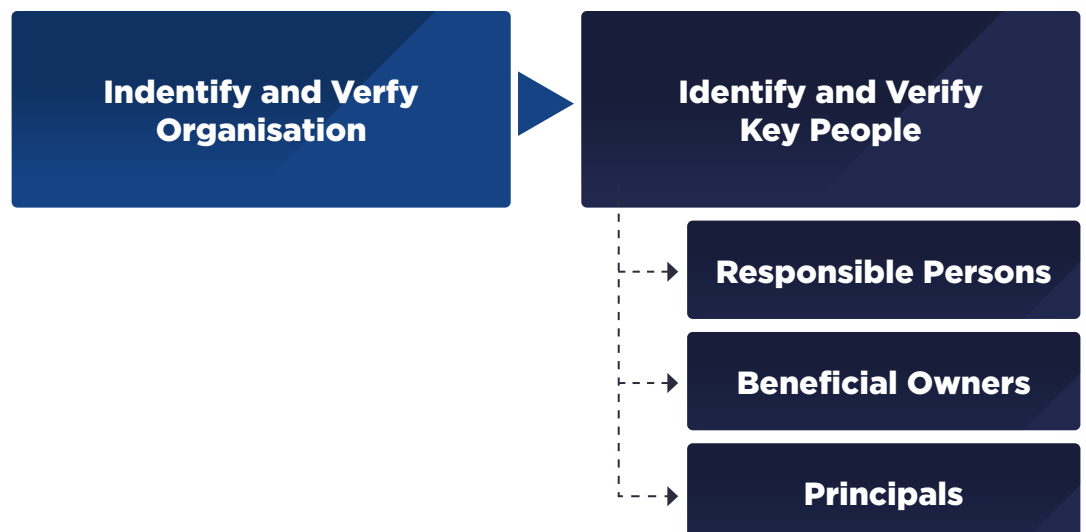 Indentify and Verfy
Organisation
Identify and Verify
Key People
Responsible Persons
Beneficial Owners
Principals